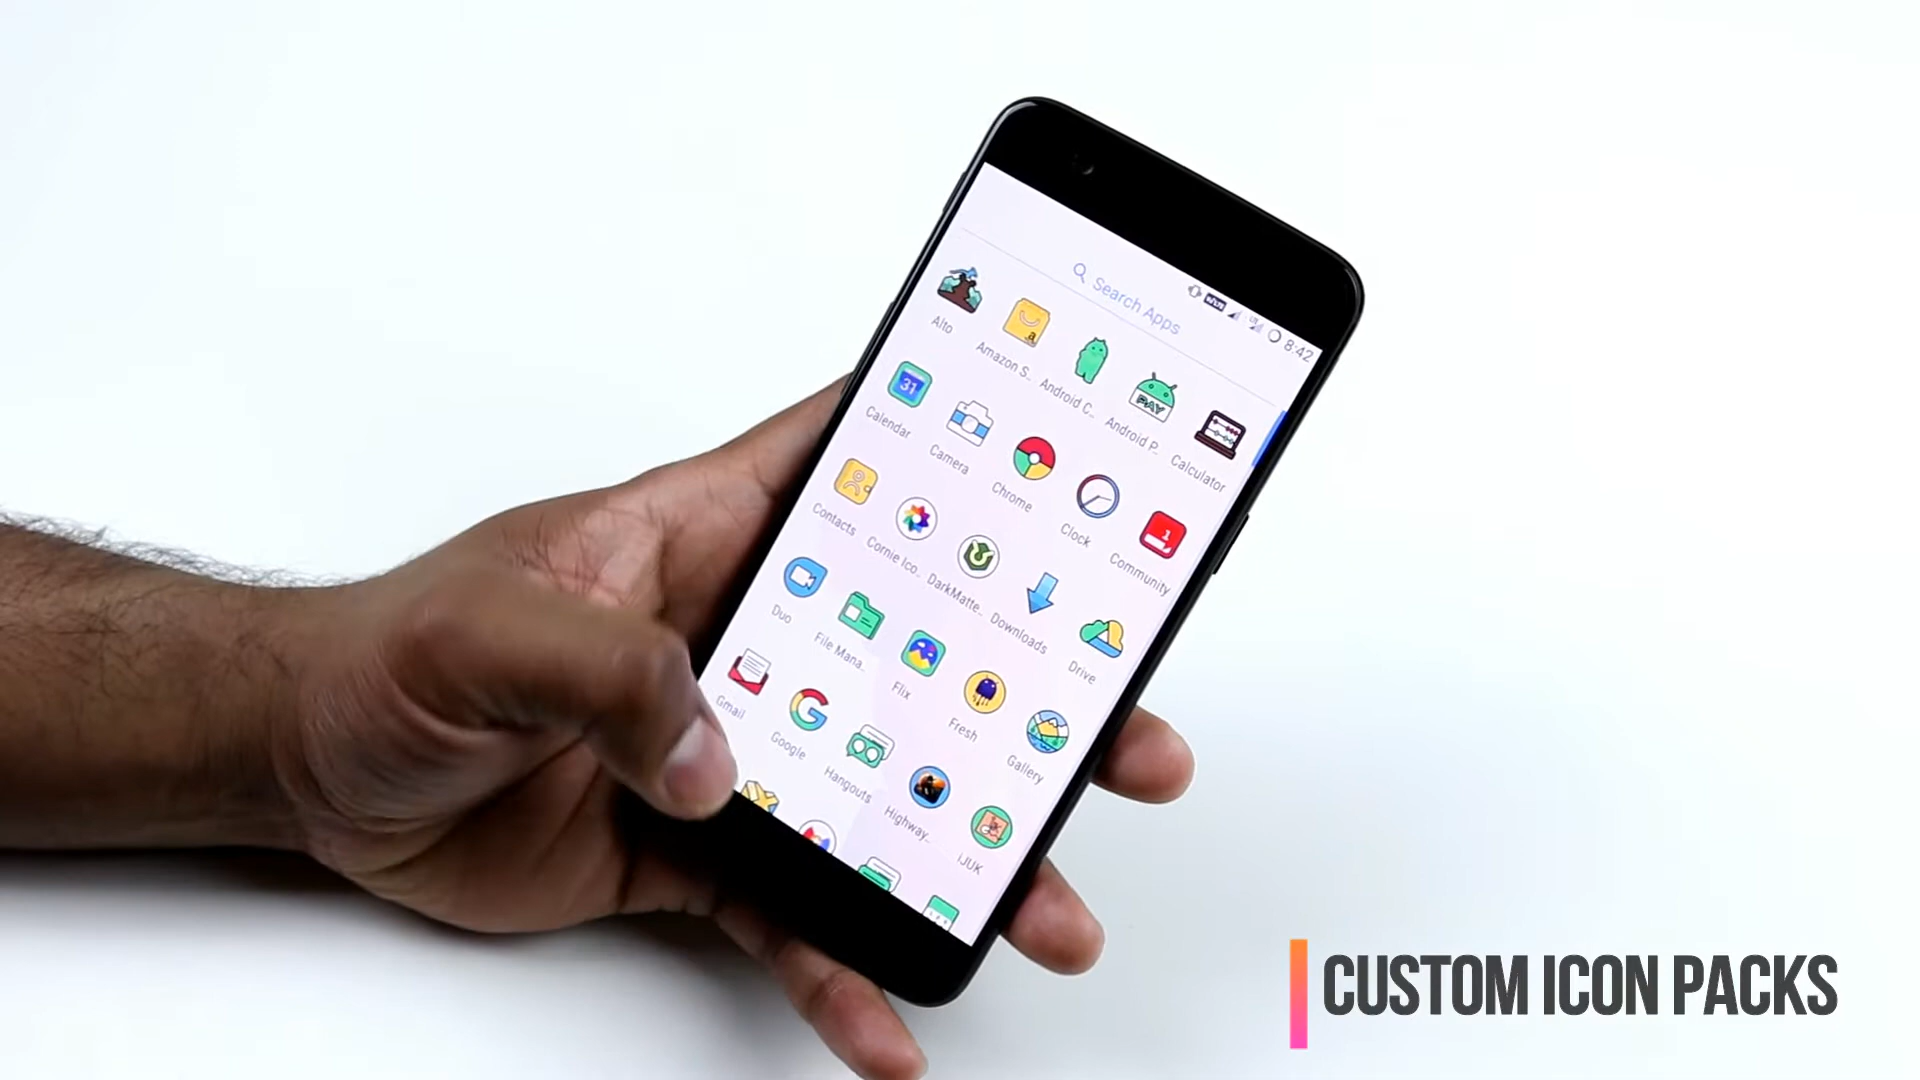 8:42
Search Apps
Alto
Amazon S..
Android C..
Android P..
Calculator
31
PAY
Calendar
Camera
Chrome
Clock
1
Community
Contacts
Cornie Ico..
DarkMatte..
Downloads
Drive
Duo
File Mana..
Flix
Fresh
Gallery
Gmail
Google
Hangouts
Highway..
iJUK
CUSTOM ICON PACKS